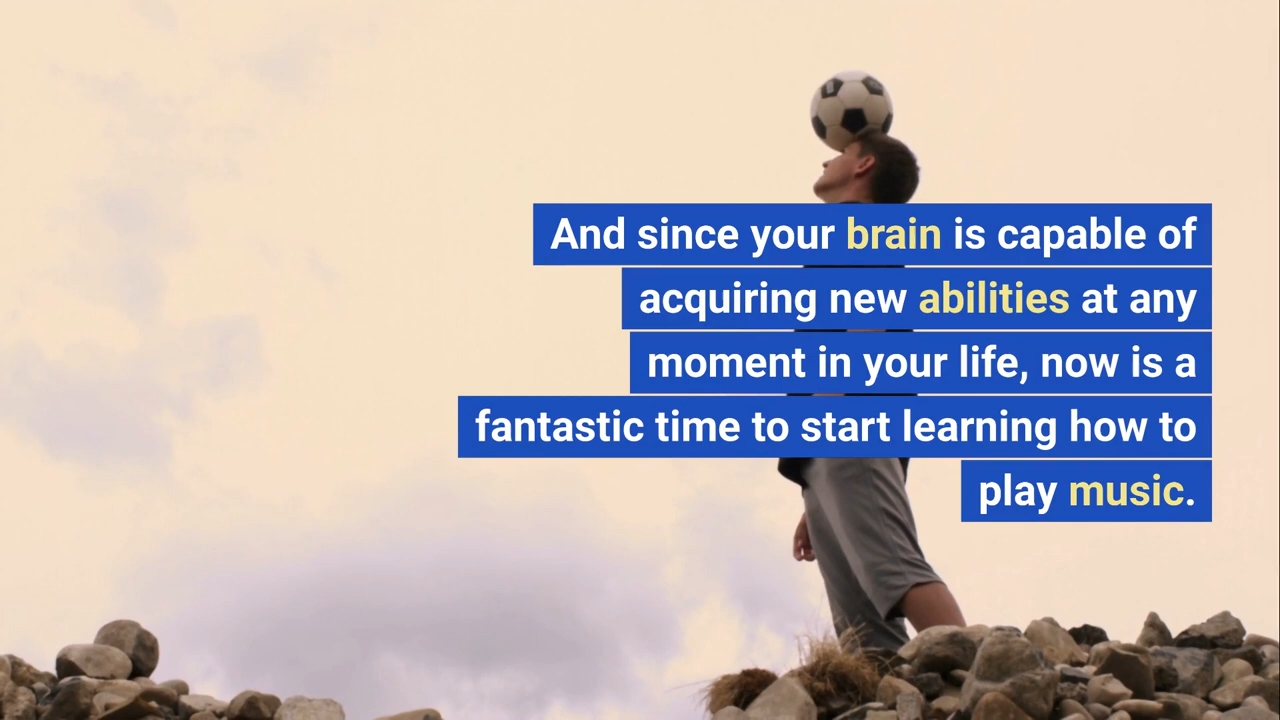 And since your brain is capable of
acquiring new abilities at any
moment in your life, now is a
fantastic time to start learning how to
play music.